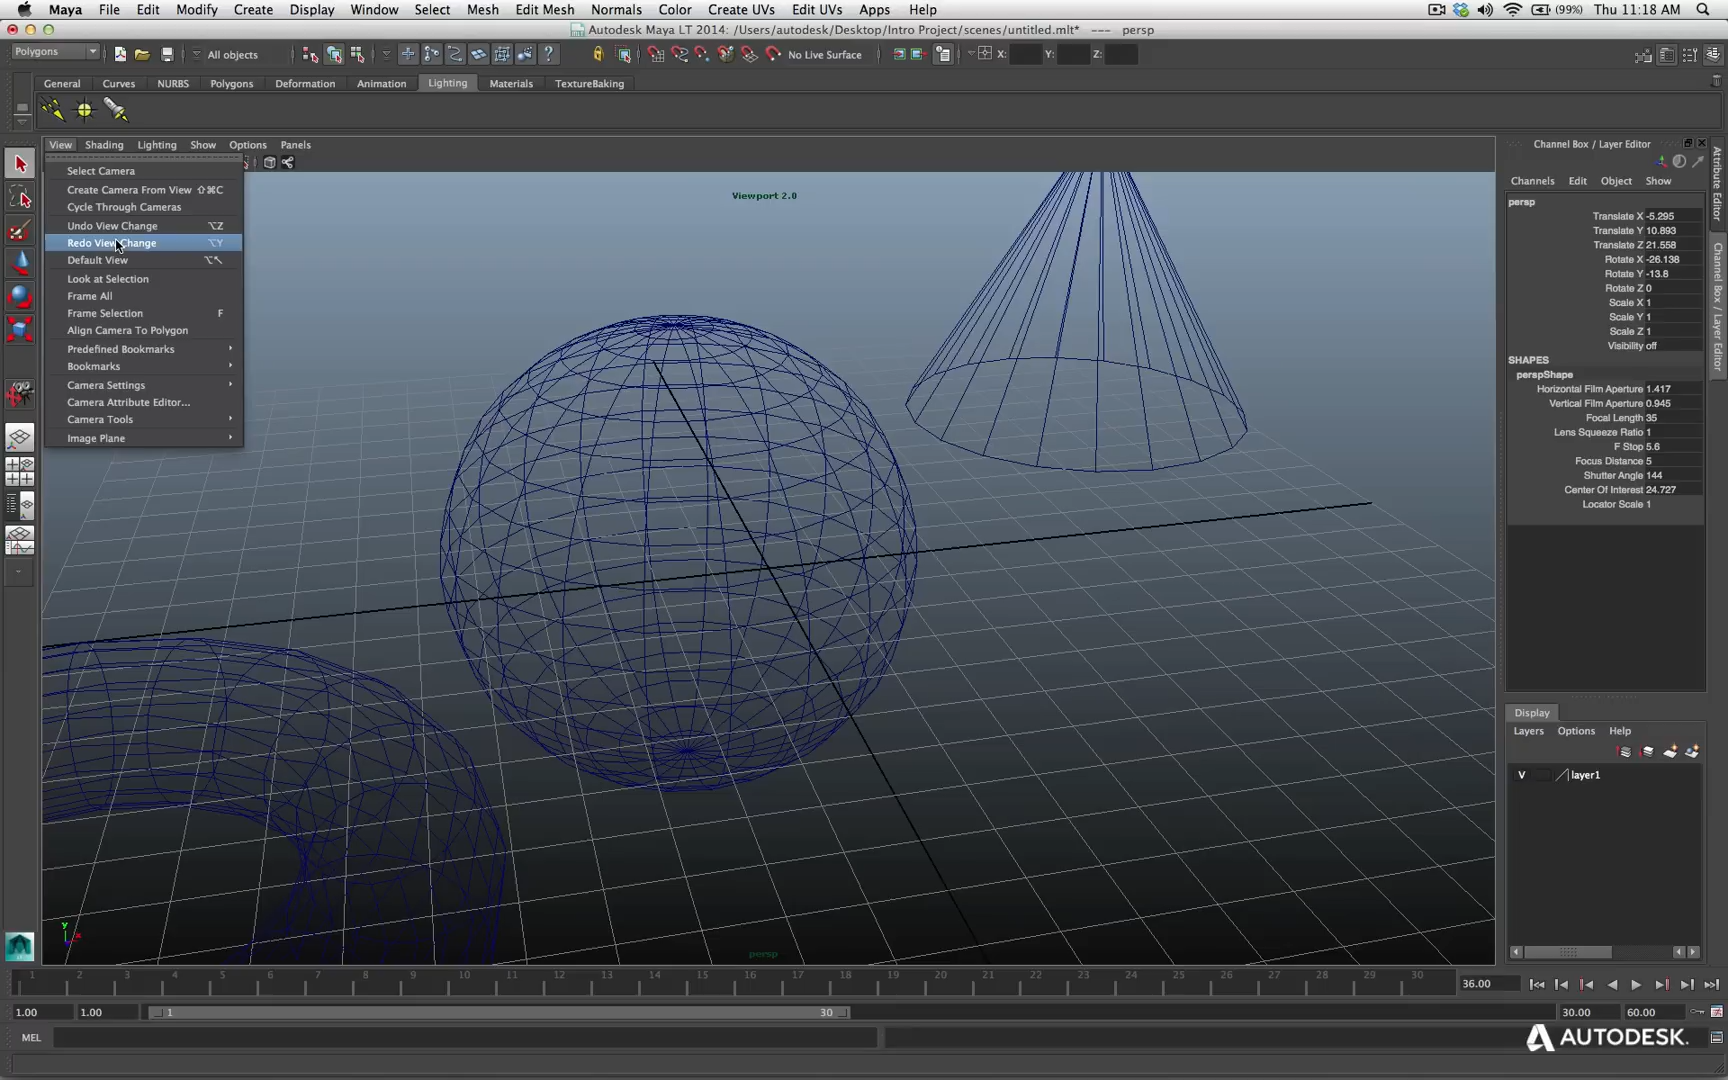 Maya File Edit Modify Create Display Window Select Mesh Edit Mesh Normals Color Create UVs Edit UVs Apps Help (99%) Thu 11:18 AM
Autodesk Maya LT 2014: /Users/autodesk/Desktop/Intro Project/scenes/untitled.mlt* --- persp
Polygons All objects ? No Live Surface X: Y: Z:
General Curves NURBS Polygons Deformation Animation Lighting Materials TextureBaking
View Shading Lighting Show Options Panels
Select Camera
Create Camera From View ⇧⌘C
Cycle Through Cameras
Undo View Change ⌥Z
Redo View Change ⌥Y
Default View ⌥↖
Look at Selection
Frame All
Frame Selection F
Align Camera To Polygon
Predefined Bookmarks
Bookmarks
Camera Settings
Camera Attribute Editor...
Camera Tools
Image Plane
Viewport 2.0
y
x
persp
Channel Box / Layer Editor
Channels Edit Object Show
persp
Translate X -5.295
Translate Y 10.893
Translate Z 21.558
Rotate X -26.138
Rotate Y -13.8
Rotate Z 0
Scale X 1
Scale Y 1
Scale Z 1
Visibility off
SHAPES
perspShape
Horizontal Film Aperture 1.417
Vertical Film Aperture 0.945
Focal Length 35
Lens Squeeze Ratio 1
F Stop 5.6
Focus Distance 5
Shutter Angle 144
Center Of Interest 24.727
Locator Scale 1
Attribute Editor
Channel Box / Layer Editor
Display
Layers Options Help
V layer1
1 2 3 4 5 6 7 8 9 10 11 12 13 14 15 16 17 18 19 20 21 22 23 24 25 26 27 28 29 30 36.00
1.00 1.00 1 30 30.00 60.00
MEL
AUTODESK.